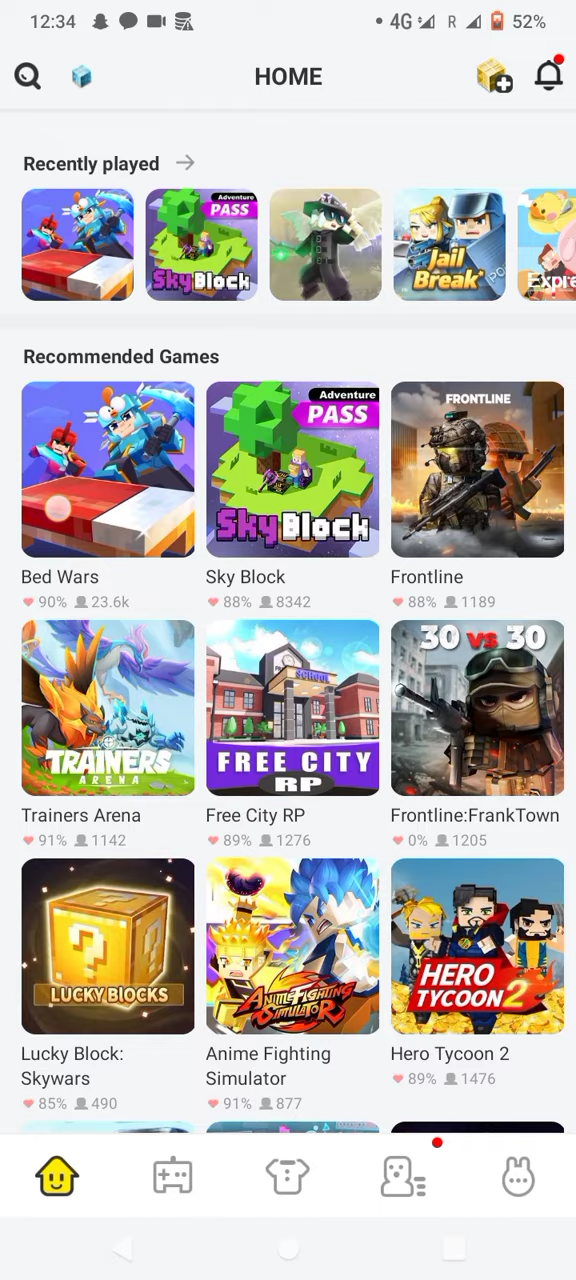 12:34
4G R 52%
HOME
Recently played
Adventure
PASS
SkyBlock
Jail
Break
Expre
Recommended Games
Adventure
PASS
SkyBlock
FRONTLINE
Bed Wars
Sky Block
Frontline
90% 23.6k
88% 8342
88% 1189
TRAINERS
ARENA
SCHOOL
FREE CITY
RP
30 VS 30
Trainers Arena
Free City RP
Frontline:FrankTown
91% 1142
89% 1276
0% 1205
?
?
LUCKY BLOCKS
ANIME FIGHTING
SIMULATOR
HERO
TYCOON 2
Lucky Block:
Skywars
Anime Fighting
Simulator
Hero Tycoon 2
89% 1476
85% 490
91% 877